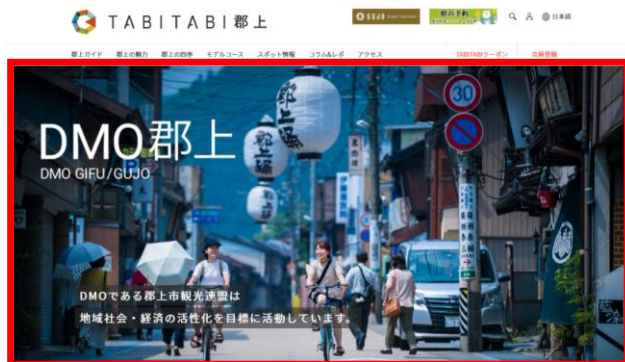 TABITABI郡上
日本語
郡上ガイド 郡上の魅力 郡上の四季 モデルコース スポット情報 コラム&レポ アクセス TABITABIクーポン 会員登録
DMO郡上
DMO GIFU/GUJO
郡上踊
30
DMOである郡上市観光連盟は
地域社会・経済の活性化を目標に活動しています。